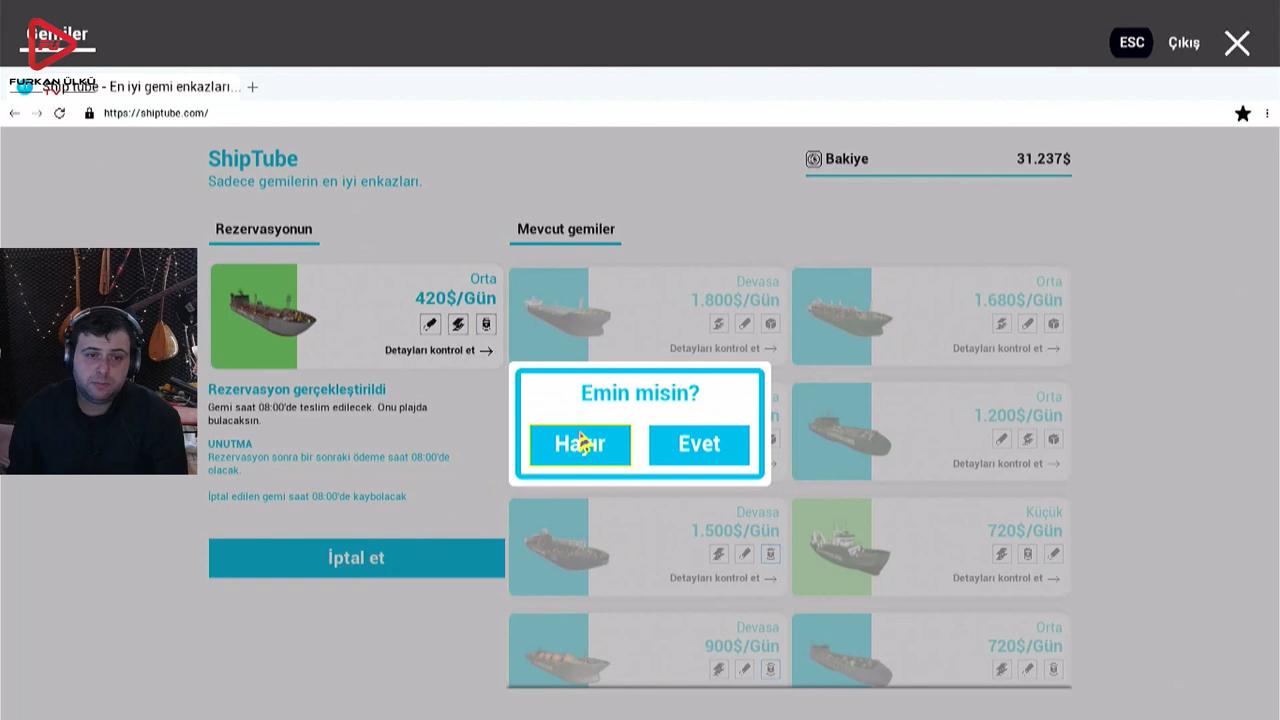 Gemiler
ESC Çıkış
FURKAN ÜLKÜ
TV
Ship tube - En iyi gemi enkazları...
https://shiptube.com/
ShipTube
Sadece gemilerin en iyi enkazları.
Bakiye 31.237$
Rezervasyonun
Mevcut gemiler
Orta
420$/Gün
Detayları kontrol et
Rezervasyon gerçekleştirildi
Gemi saat 08:00'de teslim edilecek. Onu plajda
bulacaksın.
UNUTMA
Rezervasyon sonra bir sonraki ödeme saat 08:00'de
olacak.
İptal edilen gemi saat 08:00'de kaybolacak
İptal et
Devasa
1.800$/Gün
Detayları kontrol et
Orta
1.680$/Gün
Detayları kontrol et
Emin misin?
Hayır
Evet
Orta
1.200$/Gün
Detayları kontrol et
Devasa
1.500$/Gün
Detayları kontrol et
Küçük
720$/Gün
Detayları kontrol et
Devasa
900$/Gün
Orta
720$/Gün